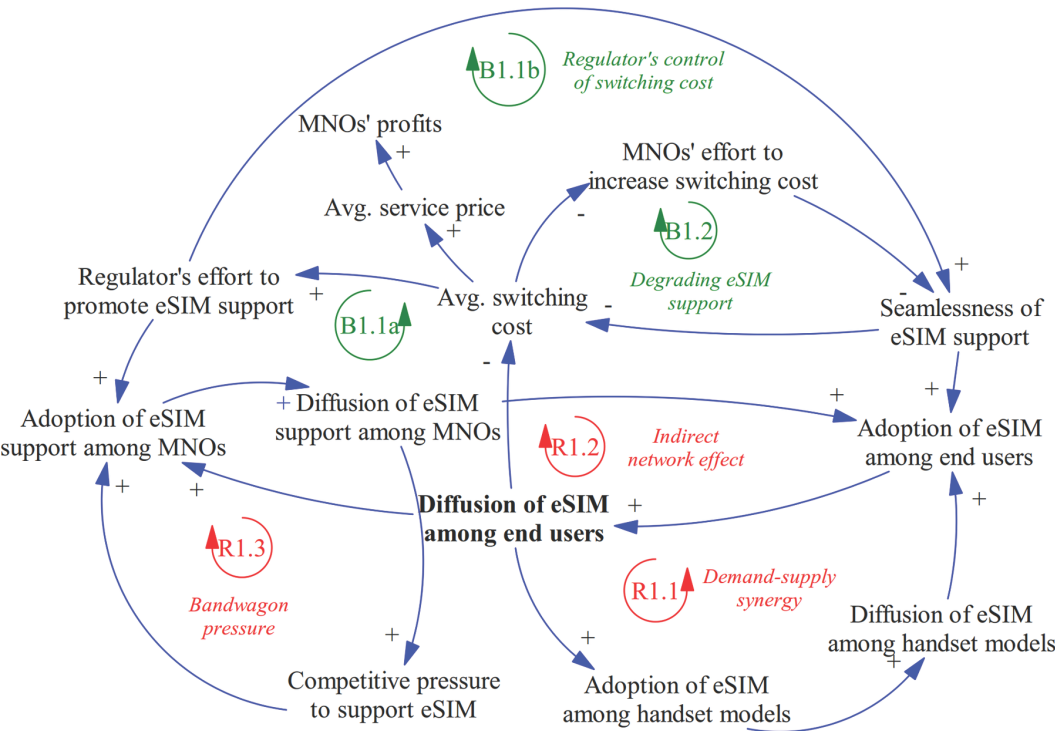 B1.1b
Regulator's control
of switching cost
MNOs' profits
+
MNOs' effort to
increase switching cost
-
Avg. service price
+
B1.2
Degrading eSIM
support
Regulator's effort to
promote eSIM support
+
B1.1a
Avg. switching
cost
-
-
+
-
Seamlessness of
eSIM support
+
Adoption of eSIM
support among MNOs
+
+
Diffusion of eSIM
support among MNOs
R1.2
Indirect
network effect
+
+
Adoption of eSIM
among end users
+
+
Diffusion of eSIM
among end users
+
+
R1.3
Bandwagon
pressure
R1.1
Demand-supply
synergy
+
Competitive pressure
to support eSIM
+
Adoption of eSIM
among handset models
Diffusion of eSIM
among handset models
+